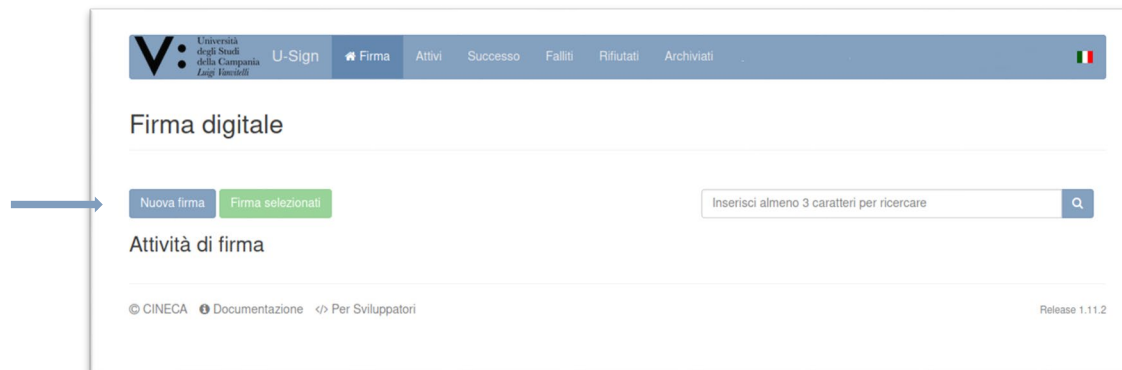 Università
degli Studi
della Campania
Luigi Vanvitelli
U-Sign Firma Attivi Successo Falliti Rifiutati Archiviati
Firma digitale
Nuova firma Firma selezionati Inserisci almeno 3 caratteri per ricercare
Attività di firma
© CINECA Documentazione </> Per Sviluppatori Release 1.11.2